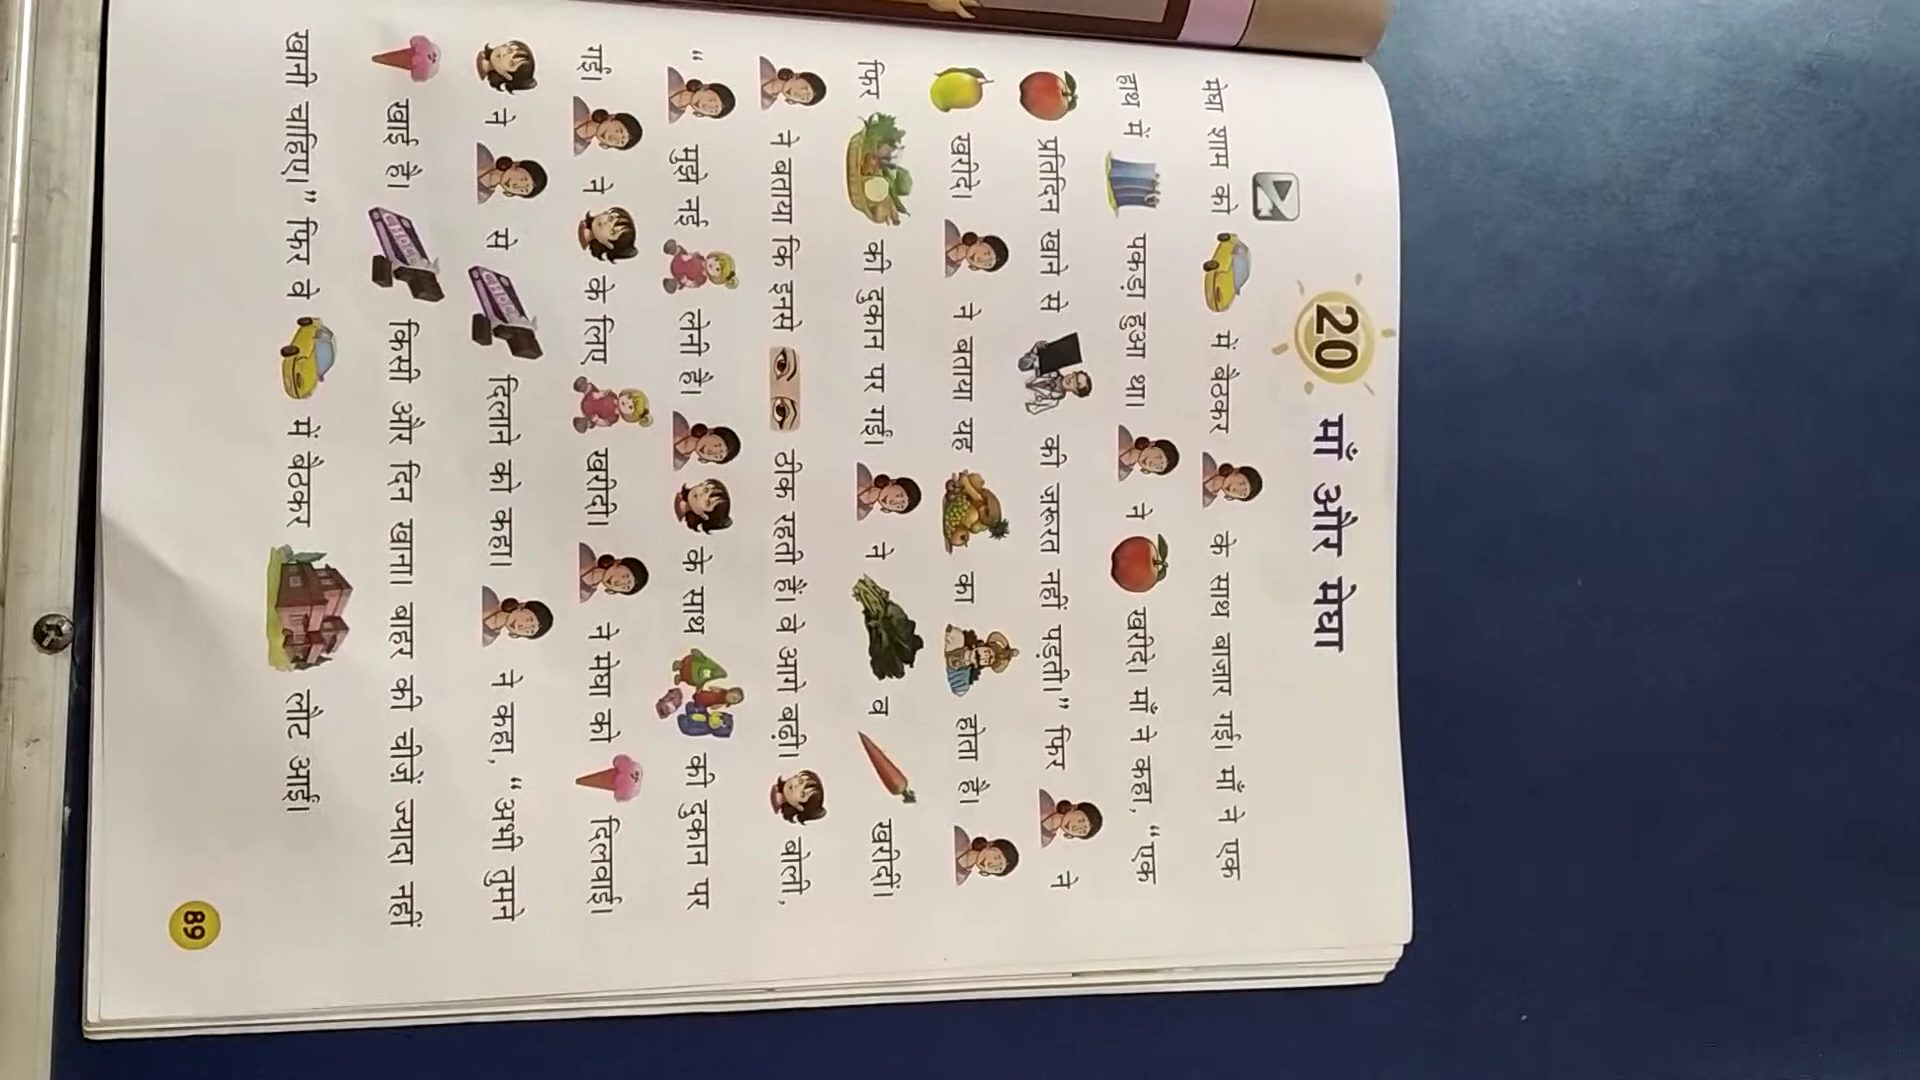 20
माँ और मेघा
मेघा शाम को में बैठकर के साथ बाज़ार गई। माँ ने एक
हाथ में पकड़ा हुआ था। ने खरीदे। माँ ने कहा, “एक
प्रतिदिन खाने से की ज़रूरत नहीं पड़ती।” फिर ने
खरीदे। ने बताया यह का होता है।
फिर की दुकान पर गईं। ने व खरीदीं।
ने बताया कि इनसे ठीक रहती हैं। वे आगे बढ़ीं। बोली,
“ मुझे नई लेनी है। के साथ की दुकान पर
गईं। ने के लिए खरीदी। ने मेघा को दिलवाई।
ने से दिलाने को कहा। ने कहा, “अभी तुमने
खाई है। किसी और दिन खाना। बाहर की चीज़ें ज्यादा नहीं
खानी चाहिए।” फिर वे में बैठकर लौट आईं।
89